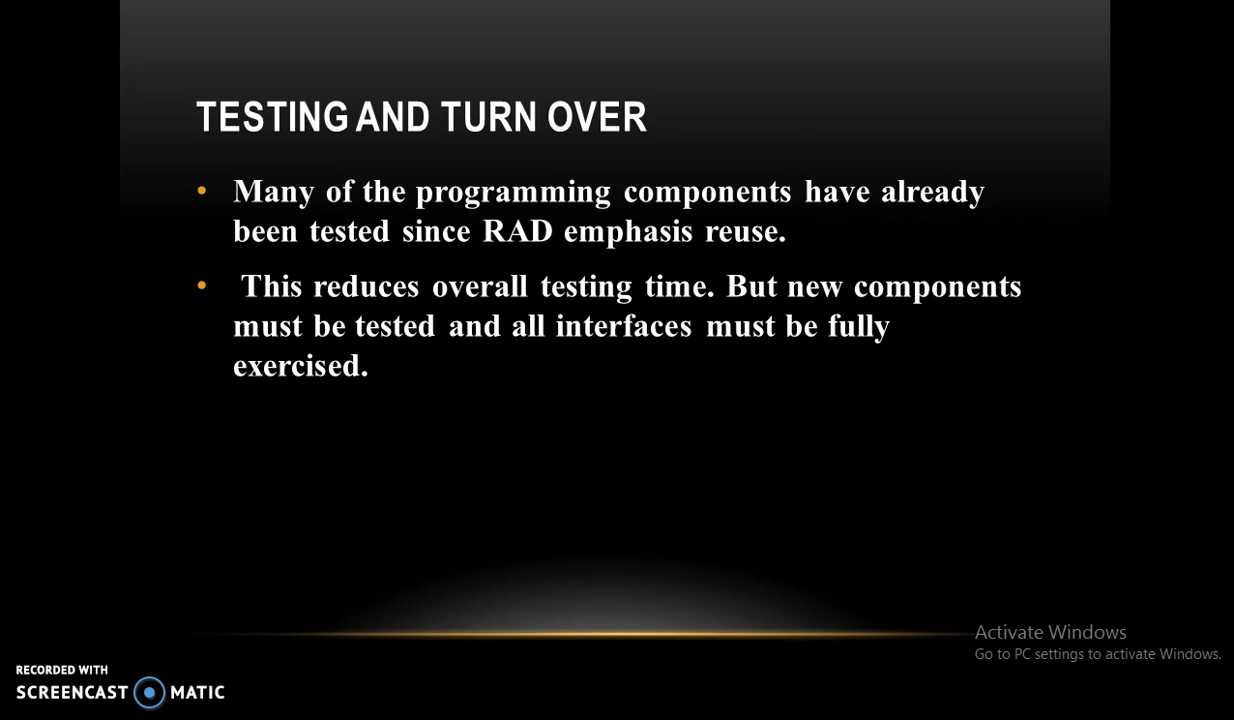 TESTING AND TURN OVER
• Many of the programming components have already
been tested since RAD emphasis reuse.
• This reduces overall testing time. But new components
must be tested and all interfaces must be fully
exercised.
Activate Windows
Go to PC settings to activate Windows.
RECORDED WITH
SCREENCAST MATIC